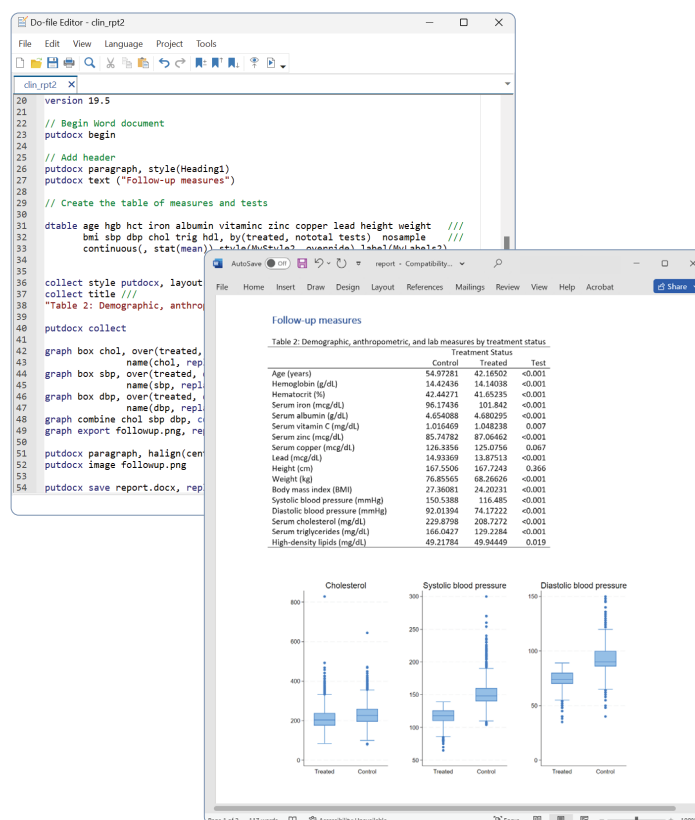 Do-file Editor - clin_rpt2
File Edit View Language Project Tools
clin_rpt2
20 version 19.5
21
22 // Begin Word document
23 putdocx begin
24
25 // Add header
26 putdocx paragraph, style(Heading1)
27 putdocx text ("Follow-up measures")
28
29 // Create the table of measures and tests
30
31 dtable age hgb hct iron albumin vitaminc zinc copper lead height weight ///
32 bmi sbp dbp chol trig hdl, by(treated, nototal tests) nosample ///
33 continuous(, stat(mean)) style(MyStyle2, override) label(MyLabels2)
34
35
36 collect style putdocx, layout
37 collect title ///
38 "Table 2: Demographic, anthrop
39
40 putdocx collect
41
42 graph box chol, over(treated,
43 name(chol, repl
44 graph box sbp, over(treated,
45 name(sbp, repla
46 graph box dbp, over(treated,
47 name(dbp, repla
48 graph combine chol sbp dbp, co
49 graph export followup.png, rep
50
51 putdocx paragraph, halign(cent
52 putdocx image followup.png
53
54 putdocx save report.docx, rep
AutoSave Off report - Compatibility...
File Home Insert Draw Design Layout References Mailings Review View Help Acrobat Share
Follow-up measures
Table 2: Demographic, anthropometric, and lab measures by treatment status
Treatment Status
Control Treated Test
Age (years) 54.97281 42.16502 <0.001
Hemoglobin (g/dL) 14.42436 14.14038 <0.001
Hematocrit (%) 42.44271 41.65235 <0.001
Serum iron (mcg/dL) 96.17436 101.842 <0.001
Serum albumin (g/dL) 4.654088 4.680295 <0.001
Serum vitamin C (mg/dL) 1.016469 1.048238 0.007
Serum zinc (mcg/dL) 85.74782 87.06462 <0.001
Serum copper (mcg/dL) 126.3356 125.0756 0.067
Lead (mcg/dL) 14.93369 13.87513 <0.001
Height (cm) 167.5506 167.7243 0.366
Weight (kg) 76.85565 68.26626 <0.001
Body mass index (BMI) 27.36081 24.20231 <0.001
Systolic blood pressure (mmHg) 150.5388 116.485 <0.001
Diastolic blood pressure (mmHg) 92.01394 74.17222 <0.001
Serum cholesterol (mg/dL) 229.8798 208.7272 <0.001
Serum triglycerides (mg/dL) 166.0427 129.2284 <0.001
High-density lipids (mg/dL) 49.21784 49.94449 0.019
Cholesterol Systolic blood pressure Diastolic blood pressure
800 300 150
600 250
400 200 100
200 150 50
100
0 50 0
Treated Control Treated Control Treated Control